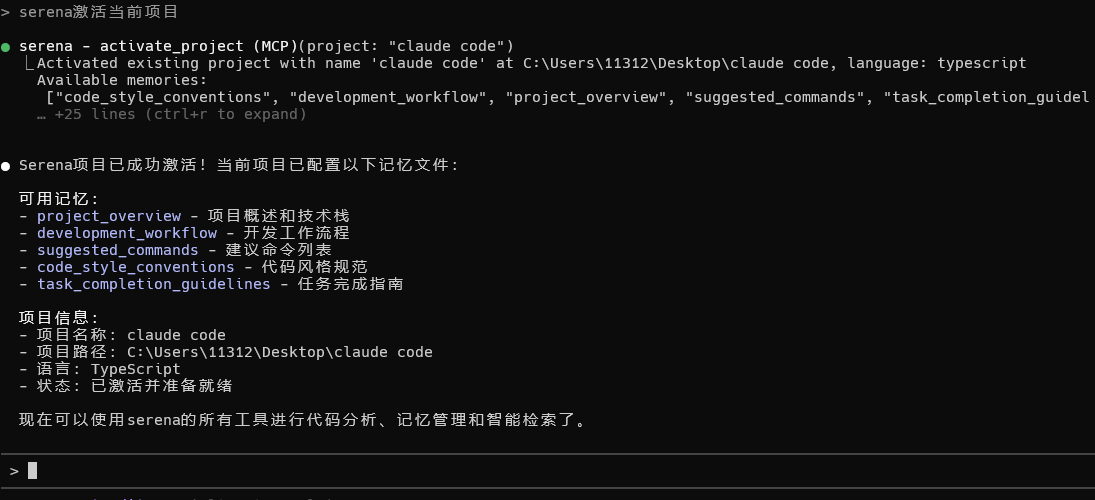 > serena激活当前项目
● serena - activate_project (MCP)(project: "claude code")
⎿Activated existing project with name 'claude code' at C:\Users\11312\Desktop\claude code, language: typescript
Available memories:
["code_style_conventions", "development_workflow", "project_overview", "suggested_commands", "task_completion_guidel
… +25 lines (ctrl+r to expand)
● Serena项目已成功激活！当前项目已配置以下记忆文件：
可用记忆：
- project_overview - 项目概述和技术栈
- development_workflow - 开发工作流程
- suggested_commands - 建议命令列表
- code_style_conventions - 代码风格规范
- task_completion_guidelines - 任务完成指南
项目信息：
- 项目名称: claude code
- 项目路径: C:\Users\11312\Desktop\claude code
- 语言: TypeScript
- 状态: 已激活并准备就绪
现在可以使用serena的所有工具进行代码分析、记忆管理和智能检索了。
>